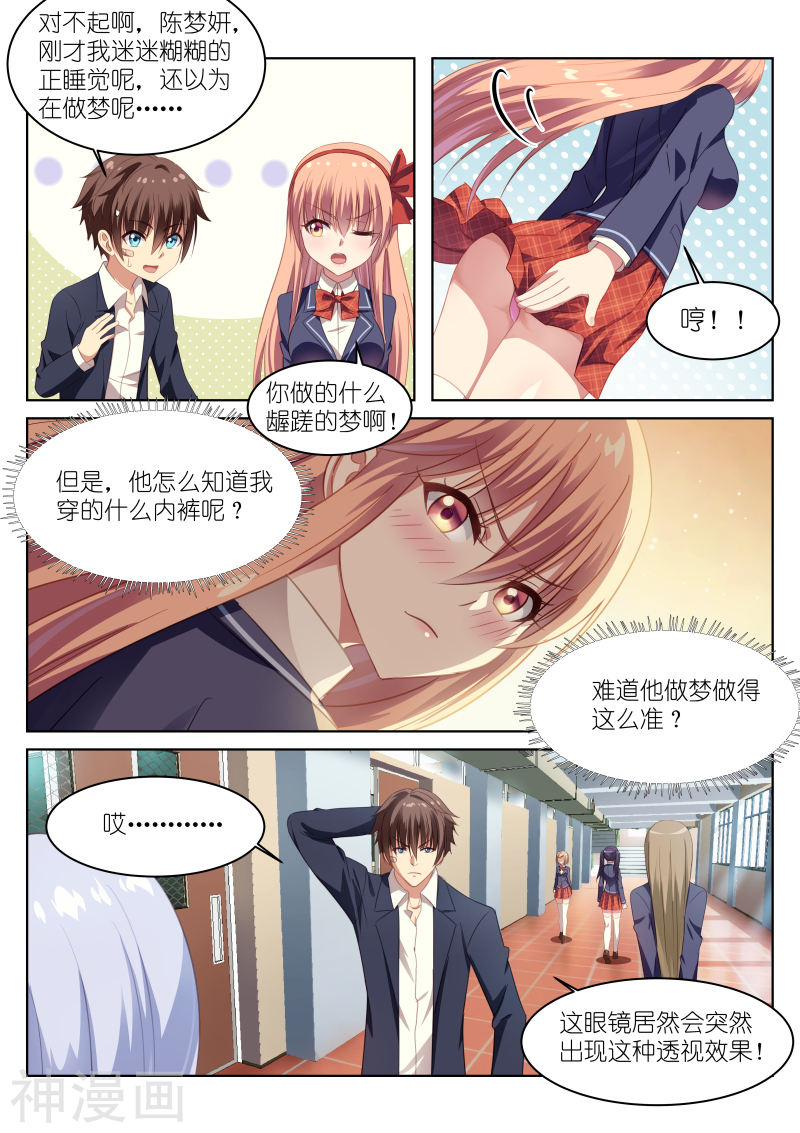 对不起啊，陈梦妍，
刚才我迷迷糊糊的
正睡觉呢，还以为
在做梦呢……
你做的什么
龌蹉的梦啊！
哼！！
但是，他怎么知道我
穿的什么内裤呢？
难道他做梦做得
这么准？
哎…………
这眼镜居然会突然
出现这种透视效果！
神漫画